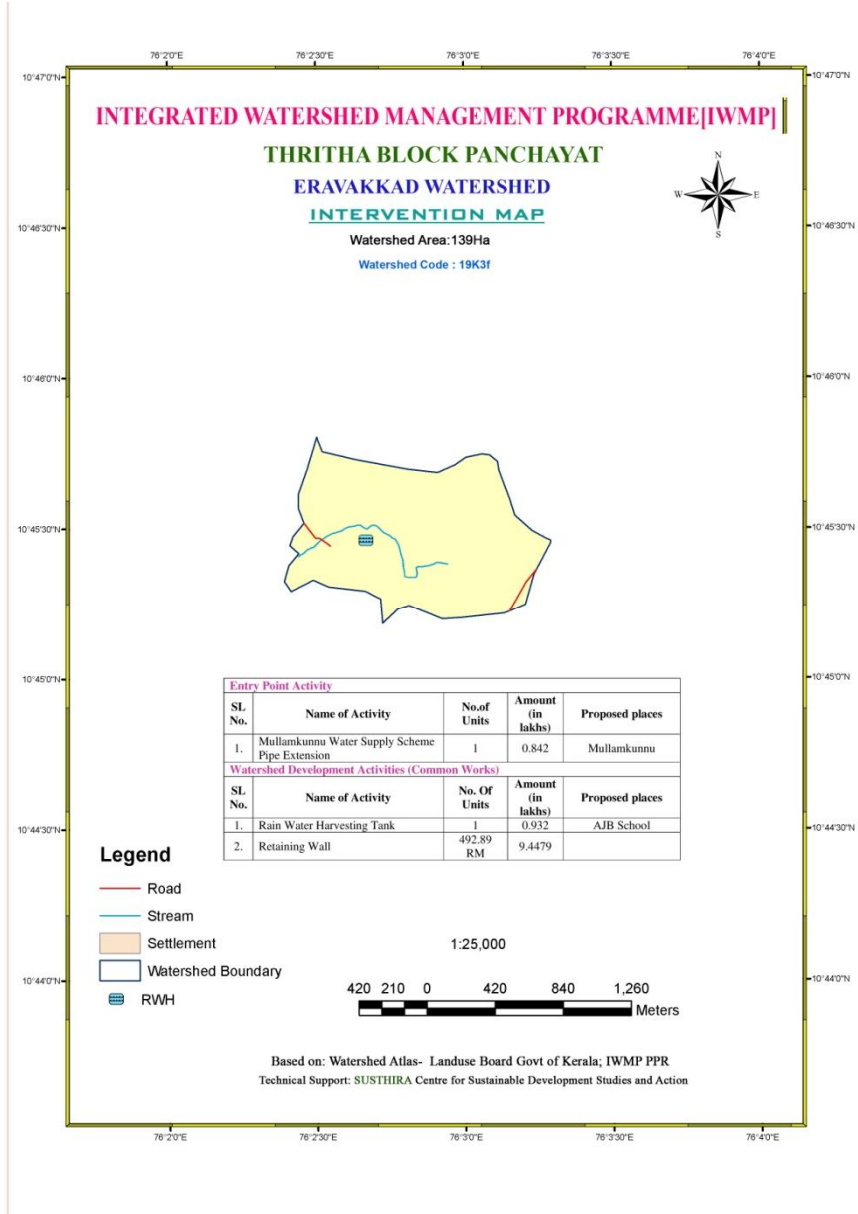 76°2'0"E 76°2'30"E 76°3'0"E 76°3'30"E 76°4'0"E
10°47'0"N 10°47'0"N
INTEGRATED WATERSHED MANAGEMENT PROGRAMME[IWMP]
THRITHA BLOCK PANCHAYAT
ERAVAKKAD WATERSHED
INTERVENTION MAP
Watershed Area:139Ha
Watershed Code : 19K3f
N
W E
S
10°46'30"N 10°46'30"N
10°46'0"N 10°46'0"N
10°45'30"N 10°45'30"N
10°45'0"N 10°45'0"N
Entry Point Activity
SL No. Name of Activity No.of Units Amount (in lakhs) Proposed places
1. Mullamkunnu Water Supply Scheme Pipe Extension 1 0.842 Mullamkunnu
Watershed Development Activities (Common Works)
SL No. Name of Activity No. Of Units Amount (in lakhs) Proposed places
1. Rain Water Harvesting Tank 1 0.932 AJB School
2. Retaining Wall 492.89 RM 9.4479
10°44'30"N 10°44'30"N
Legend
Road
Stream
Settlement
Watershed Boundary
RWH
1:25,000
10°44'0"N 10°44'0"N
420 210 0 420 840 1,260
Meters
Based on: Watershed Atlas- Landuse Board Govt of Kerala; IWMP PPR
Technical Support: SUSTHIRA Centre for Sustainable Development Studies and Action
76°2'0"E 76°2'30"E 76°3'0"E 76°3'30"E 76°4'0"E